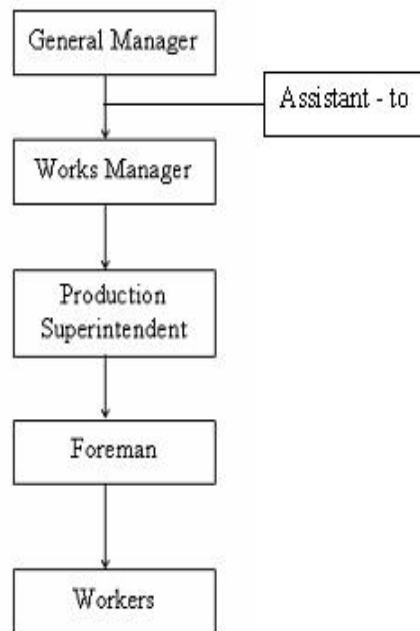 General Manager
Assistant - to
Works Manager
Production
Superintendent
Foreman
Workers